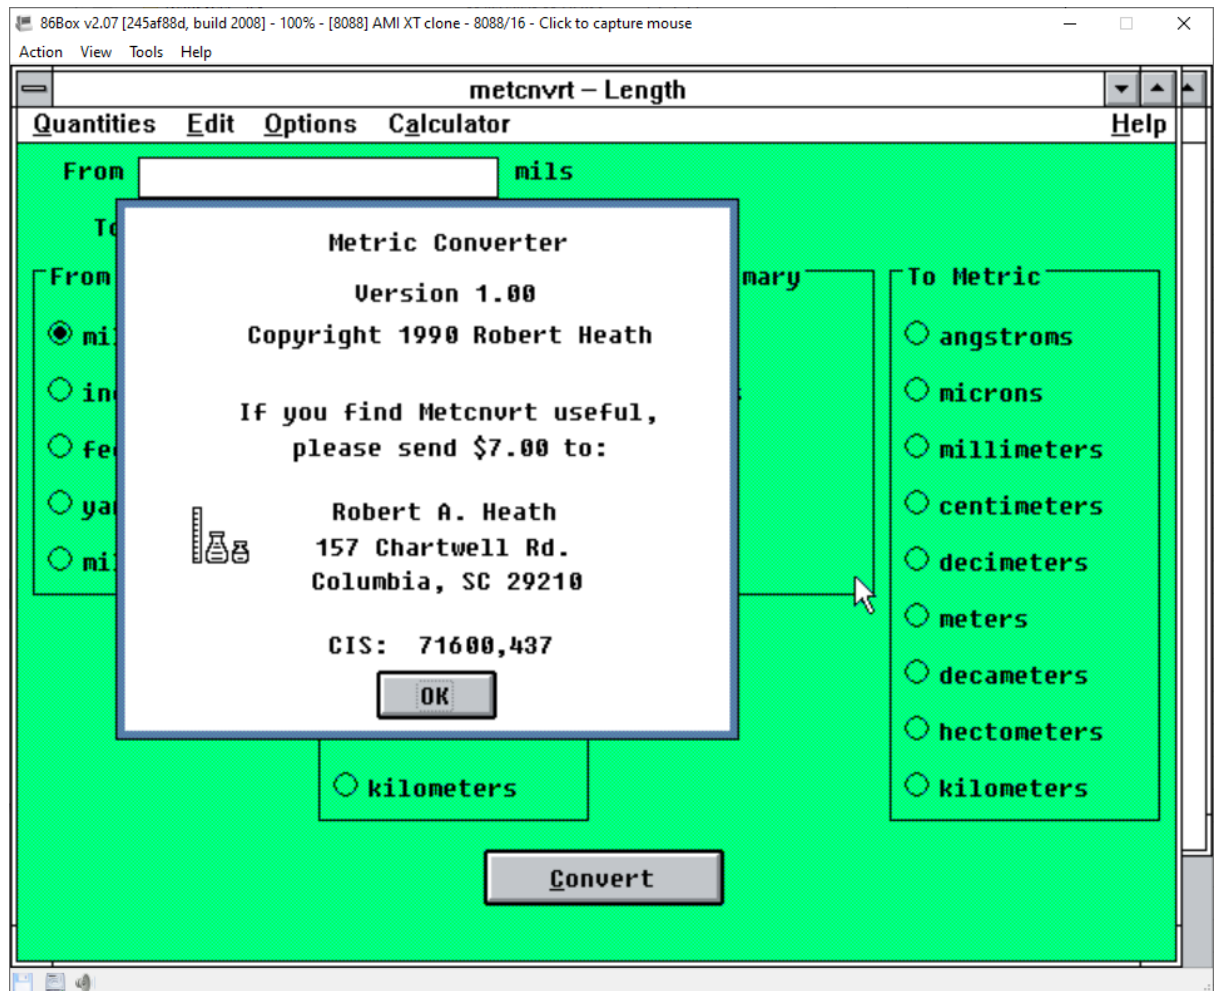 86Box v2.07 [245af88d, build 2008] - 100% - [8088] AMI XT clone - 8088/16 - Click to capture mouse
Action View Tools Help
metcnvrt – Length
Quantities Edit Options Calculator Help
From mils
Metric Converter
Version 1.00
Copyright 1990 Robert Heath
If you find Metcnvrt useful,
please send $7.00 to:
Robert A. Heath
157 Chartwell Rd.
Columbia, SC 29210
CIS: 71600,437
OK
From
kilometers
To Metric
angstroms
microns
millimeters
centimeters
decimeters
meters
decameters
hectometers
kilometers
Convert